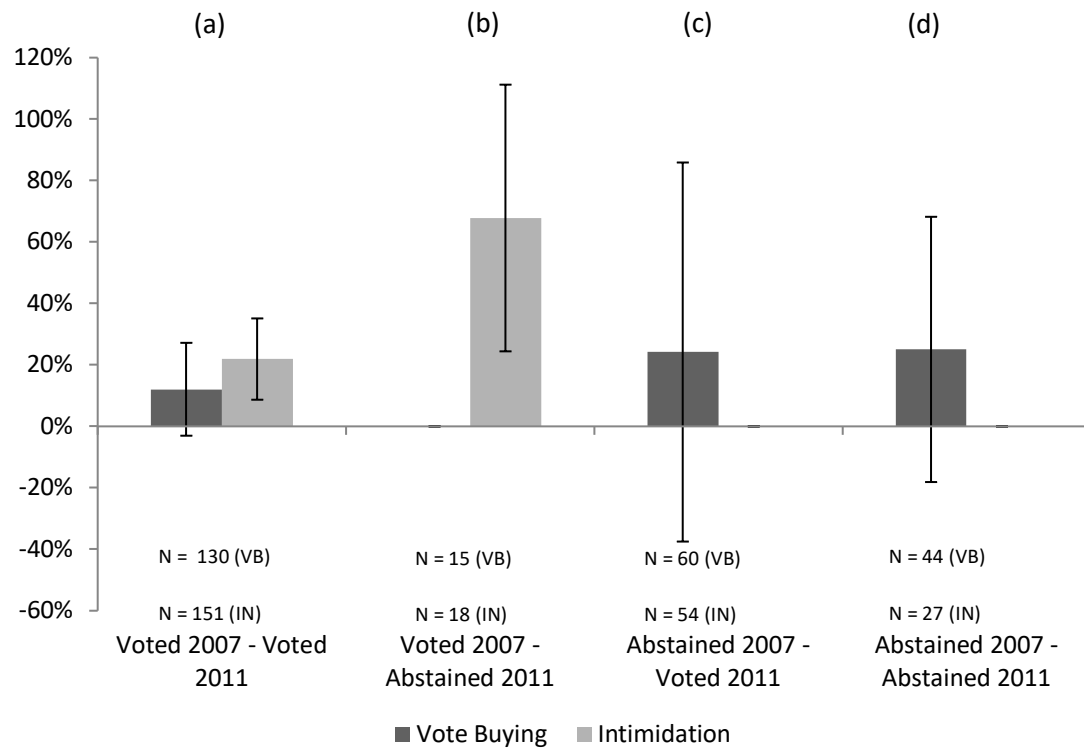 (a) (b) (c) (d)
120%
100%
80%
60%
40%
20%
0%
-20%
-40%
-60%
N = 130 (VB) N = 15 (VB) N = 60 (VB) N = 44 (VB)
N = 151 (IN) N = 18 (IN) N = 54 (IN) N = 27 (IN)
Voted 2007 - Voted
2011
Voted 2007 -
Abstained 2011
Abstained 2007 -
Voted 2011
Abstained 2007 -
Abstained 2011
Vote Buying Intimidation